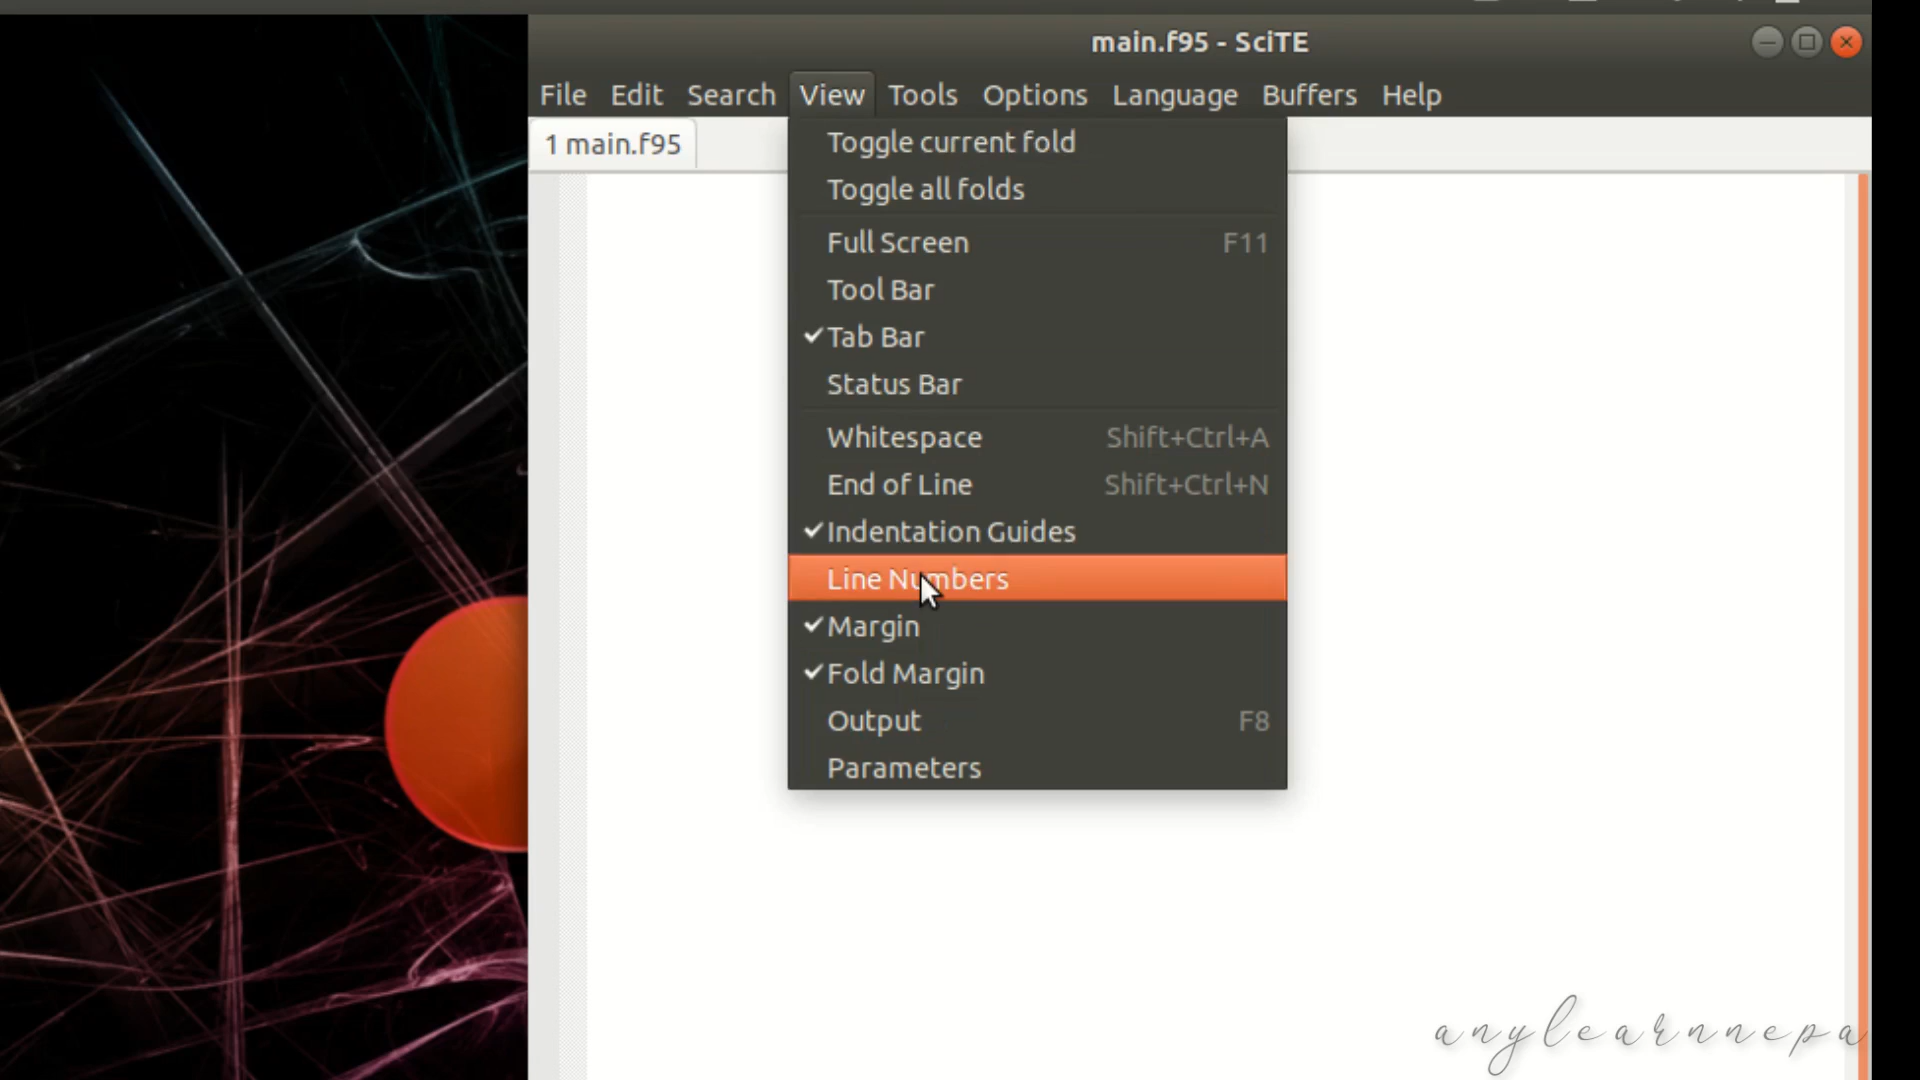 main.f95 - SciTE
File Edit Search View Tools Options Language Buffers Help
1 main.f95
Toggle current fold
Toggle all folds
Full Screen F11
Tool Bar
Tab Bar
Status Bar
Whitespace Shift+Ctrl+A
End of Line Shift+Ctrl+N
Indentation Guides
Line Numbers
Margin
Fold Margin
Output F8
Parameters
anylearnnepa